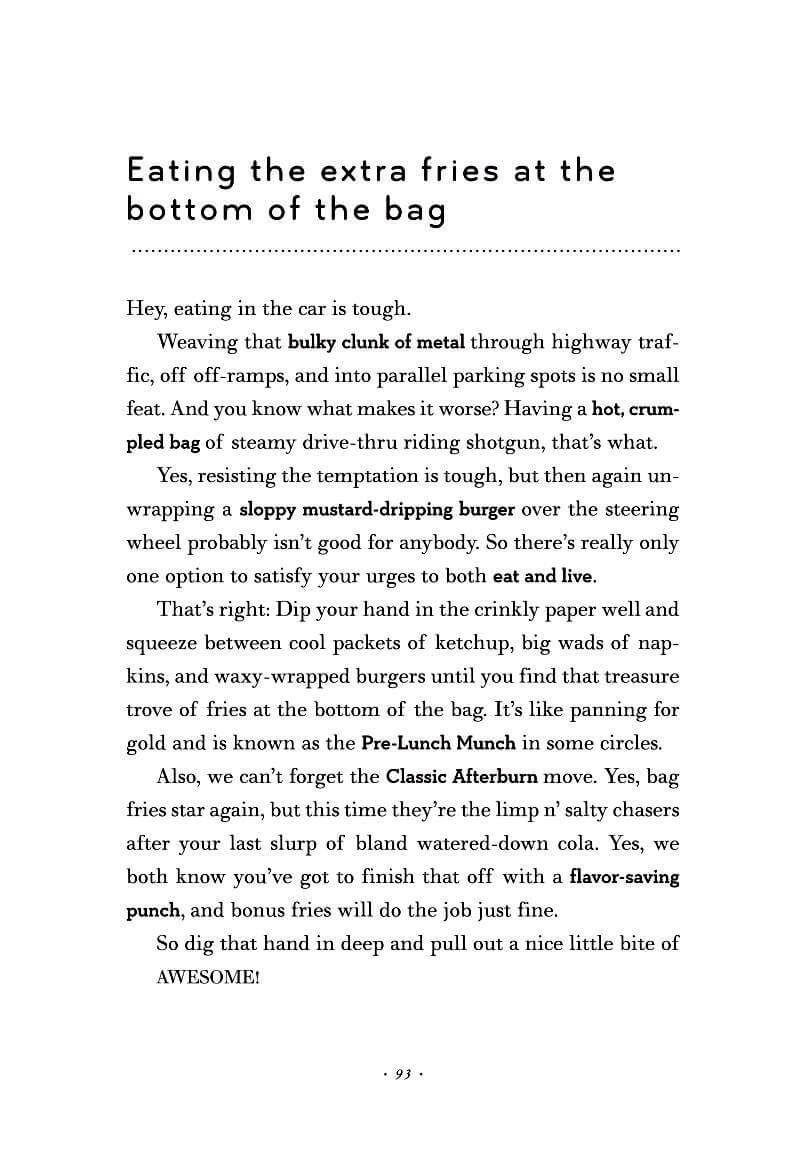 Eating the extra fries at the
bottom of the bag
Hey, eating in the car is tough.
Weaving that bulky clunk of metal through highway traf-
fic, off off-ramps, and into parallel parking spots is no small
feat. And you know what makes it worse? Having a hot, crum-
pled bag of steamy drive-thru riding shotgun, that’s what.
Yes, resisting the temptation is tough, but then again un-
wrapping a sloppy mustard-dripping burger over the steering
wheel probably isn’t good for anybody. So there’s really only
one option to satisfy your urges to both eat and live.
That’s right: Dip your hand in the crinkly paper well and
squeeze between cool packets of ketchup, big wads of nap-
kins, and waxy-wrapped burgers until you find that treasure
trove of fries at the bottom of the bag. It’s like panning for
gold and is known as the Pre-Lunch Munch in some circles.
Also, we can’t forget the Classic Afterburn move. Yes, bag
fries star again, but this time they’re the limp n’ salty chasers
after your last slurp of bland watered-down cola. Yes, we
both know you’ve got to finish that off with a flavor-saving
punch, and bonus fries will do the job just fine.
So dig that hand in deep and pull out a nice little bite of
AWESOME!
· 93 ·